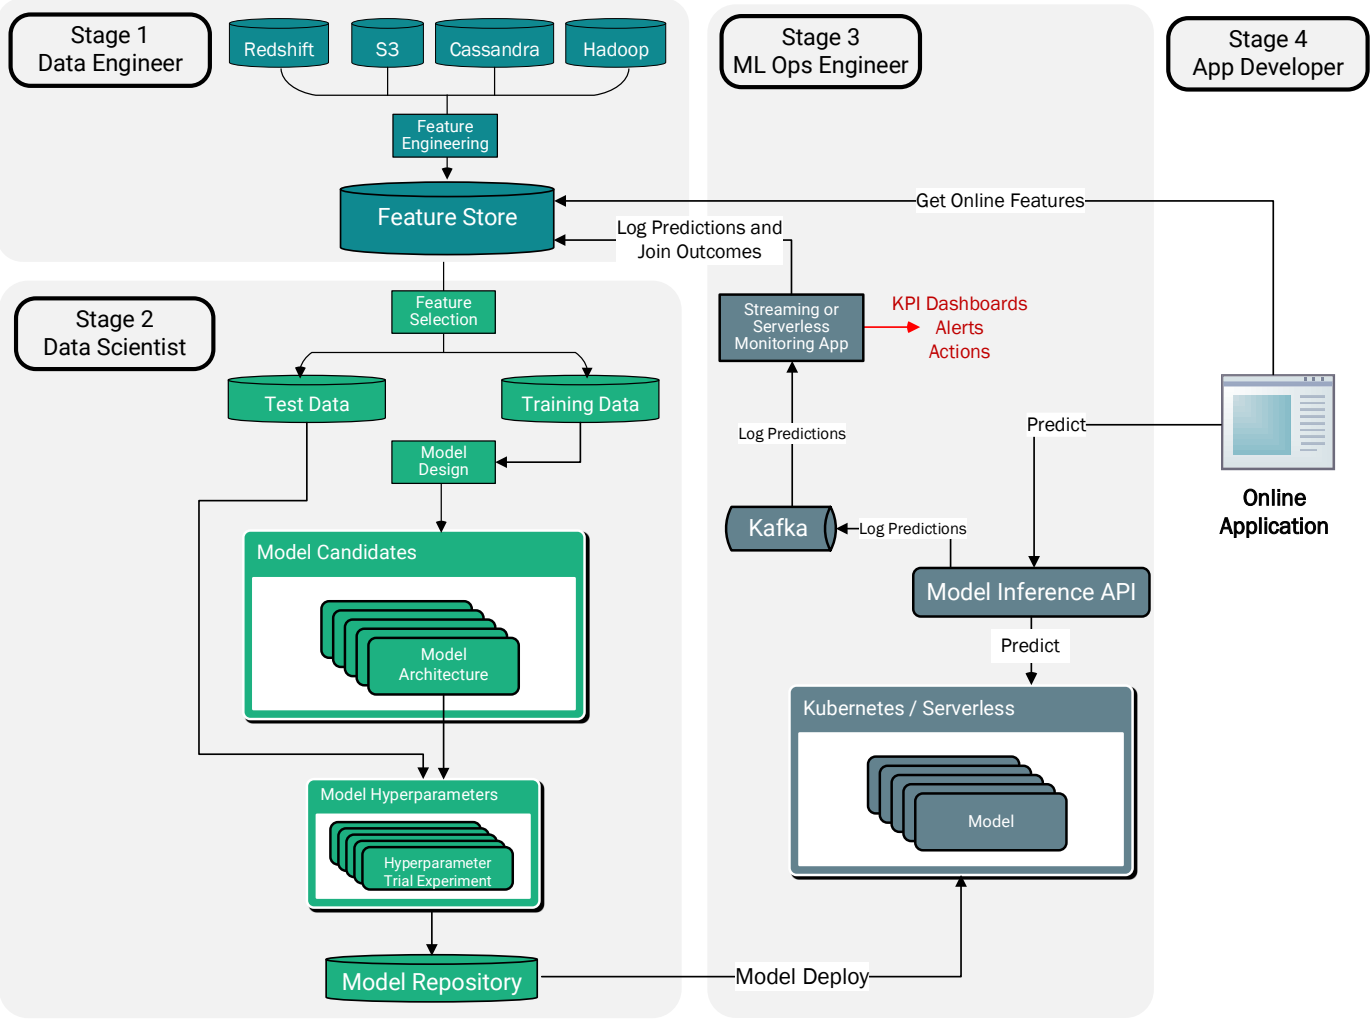 Stage 1
Data Engineer
Redshift
S3
Cassandra
Hadoop
Feature
Engineering
Feature Store
Stage 2
Data Scientist
Feature
Selection
Test Data
Training Data
Model
Design
Model Candidates
Model
Architecture
Model Hyperparameters
Hyperparameter
Trial Experiment
Model Repository
Model Deploy
Stage 3
ML Ops Engineer
Get Online Features
Log Predictions and
Join Outcomes
Streaming or
Serverless
Monitoring App
KPI Dashboards
Alerts
Actions
Log Predictions
Kafka
Log Predictions
Predict
Model Inference API
Predict
Kubernetes / Serverless
Model
Stage 4
App Developer
Online
Application